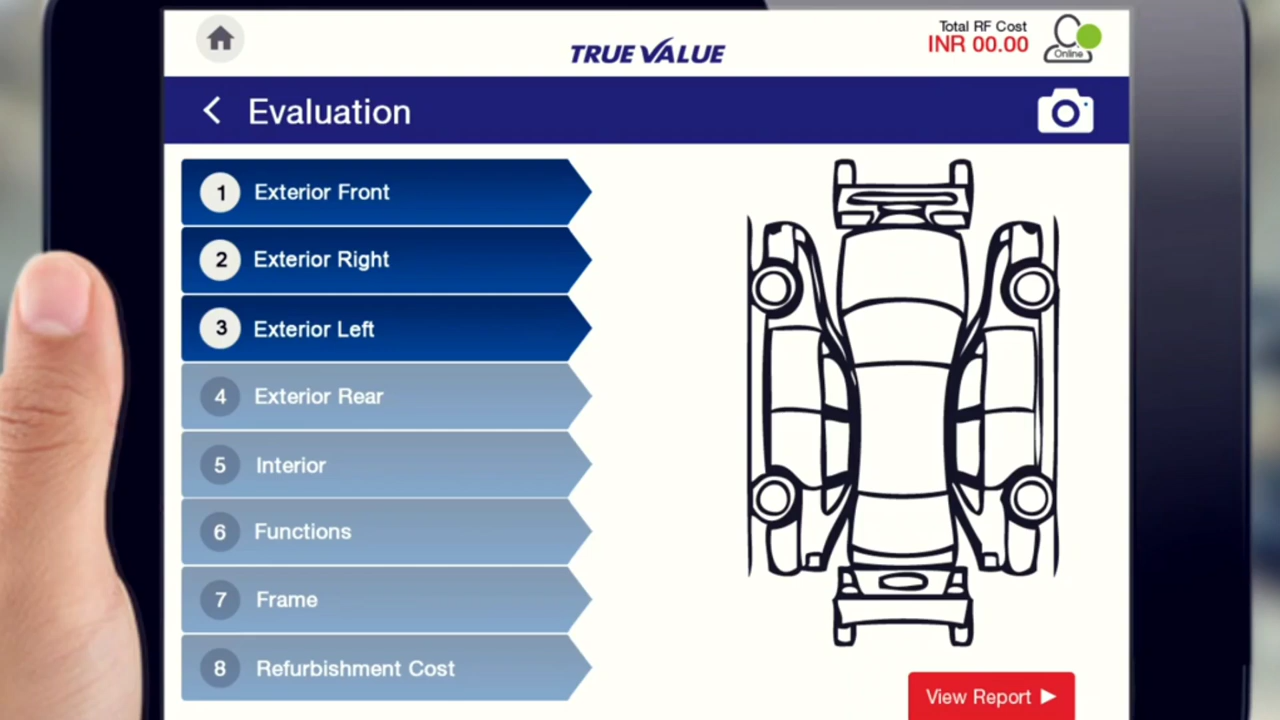 TRUE VALUE
Total RF Cost
INR 00.00
Online
Evaluation
1 Exterior Front
2 Exterior Right
3 Exterior Left
4 Exterior Rear
5 Interior
6 Functions
7 Frame
8 Refurbishment Cost
View Report